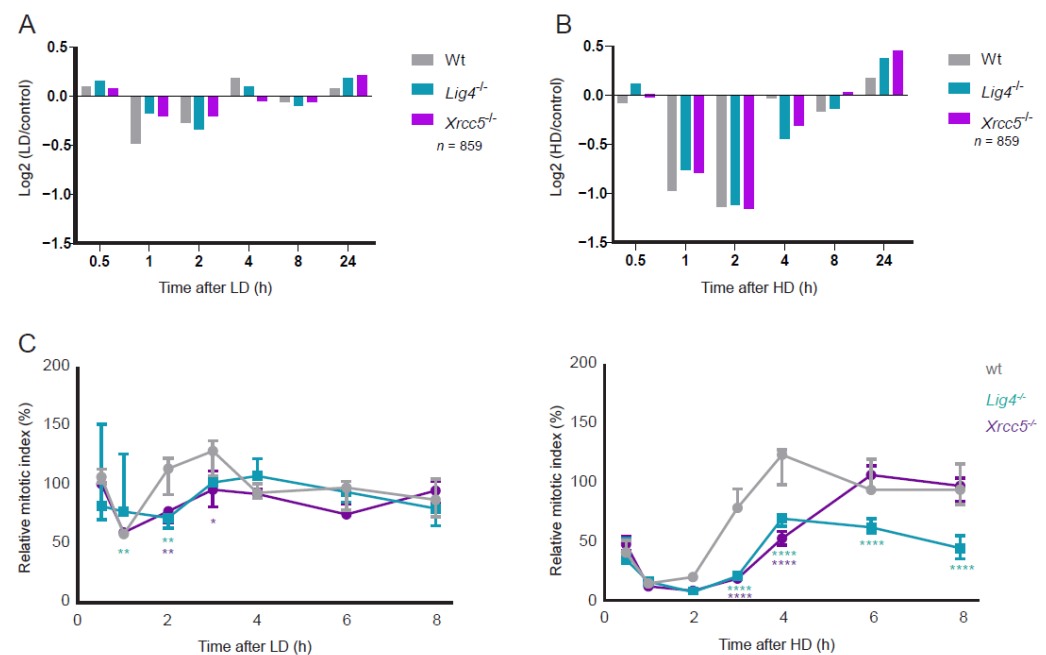 A
B
0.5
0.0
−0.5
−1.0
−1.5
Log2 (LD/control)
0.5
1
2
4
8
24
Time after LD (h)
Wt
Lig4-/-
Xrcc5-/-
n = 859
0.5
0.0
−0.5
−1.0
−1.5
Log2 (HD/control)
0.5
1
2
4
8
24
Time after HD (h)
Wt
Lig4-/-
Xrcc5-/-
n = 859
C
200
150
100
50
0
Relative mitotic index (%)
**
**
**
*
0
2
4
6
8
Time after LD (h)
200
150
100
50
0
Relative mitotic index (%)
****
****
****
****
****
****
0
2
4
6
8
Time after HD (h)
wt
Lig4-/-
Xrcc5-/-